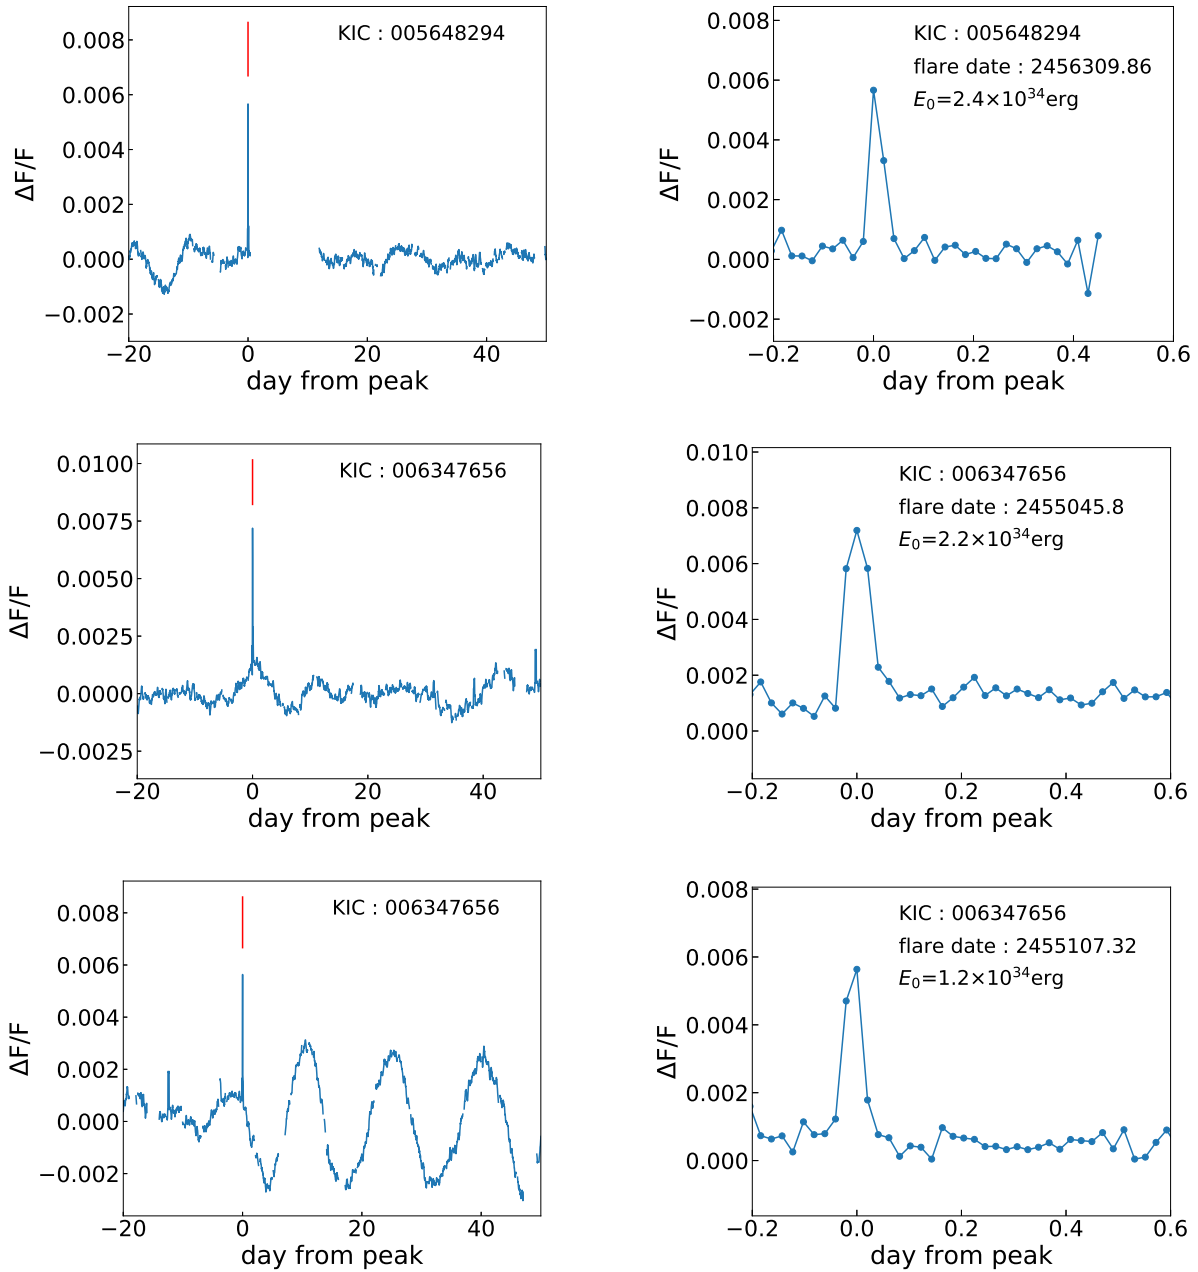 KIC : 005648294
0.008
0.006
0.004
0.002
0.000
−0.002
ΔF/F
−20 0 20 40
day from peak
KIC : 005648294
flare date : 2456309.86
E₀=2.4×10³⁴erg
0.008
0.006
0.004
0.002
0.000
−0.002
ΔF/F
−0.2 0.0 0.2 0.4 0.6
day from peak
KIC : 006347656
0.0100
0.0075
0.0050
0.0025
0.0000
−0.0025
ΔF/F
−20 0 20 40
day from peak
KIC : 006347656
flare date : 2455045.8
E₀=2.2×10³⁴erg
0.010
0.008
0.006
0.004
0.002
0.000
ΔF/F
−0.2 0.0 0.2 0.4 0.6
day from peak
KIC : 006347656
0.008
0.006
0.004
0.002
0.000
−0.002
ΔF/F
−20 0 20 40
day from peak
KIC : 006347656
flare date : 2455107.32
E₀=1.2×10³⁴erg
0.008
0.006
0.004
0.002
0.000
ΔF/F
−0.2 0.0 0.2 0.4 0.6
day from peak